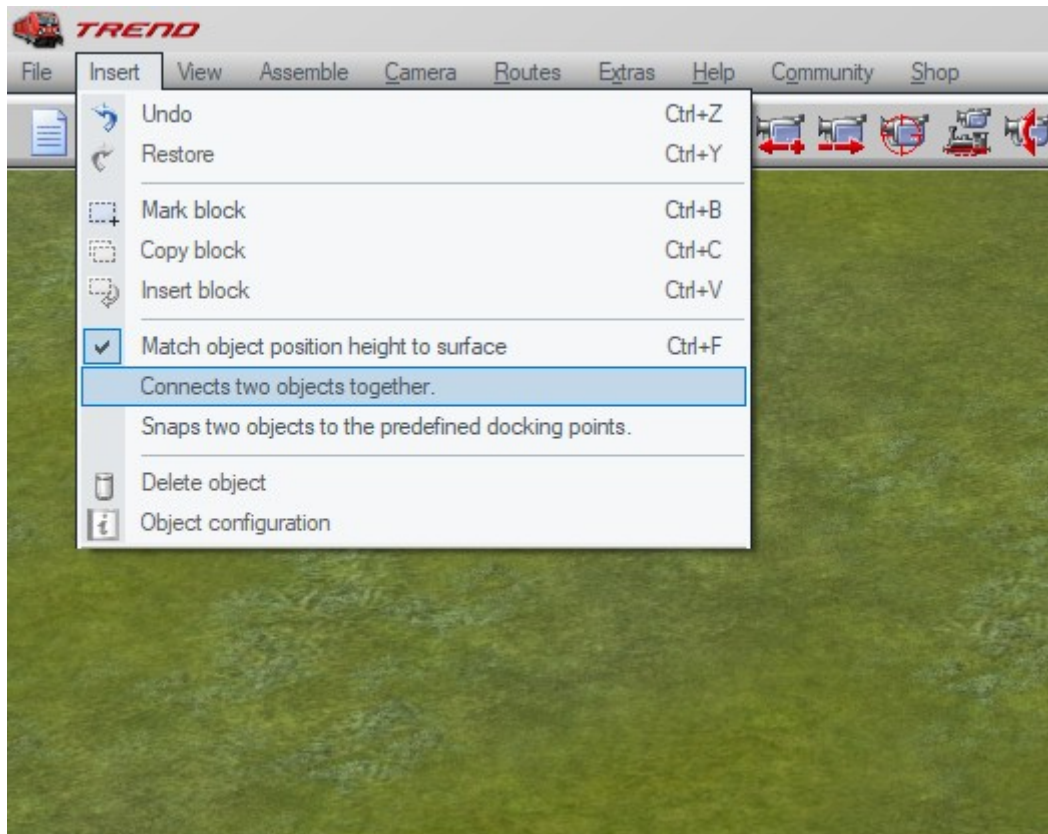 TREND
File Insert View Assemble Camera Routes Extras Help Community Shop
Undo Ctrl+Z
Restore Ctrl+Y
Mark block Ctrl+B
Copy block Ctrl+C
Insert block Ctrl+V
Match object position height to surface Ctrl+F
Connects two objects together.
Snaps two objects to the predefined docking points.
Delete object
Object configuration